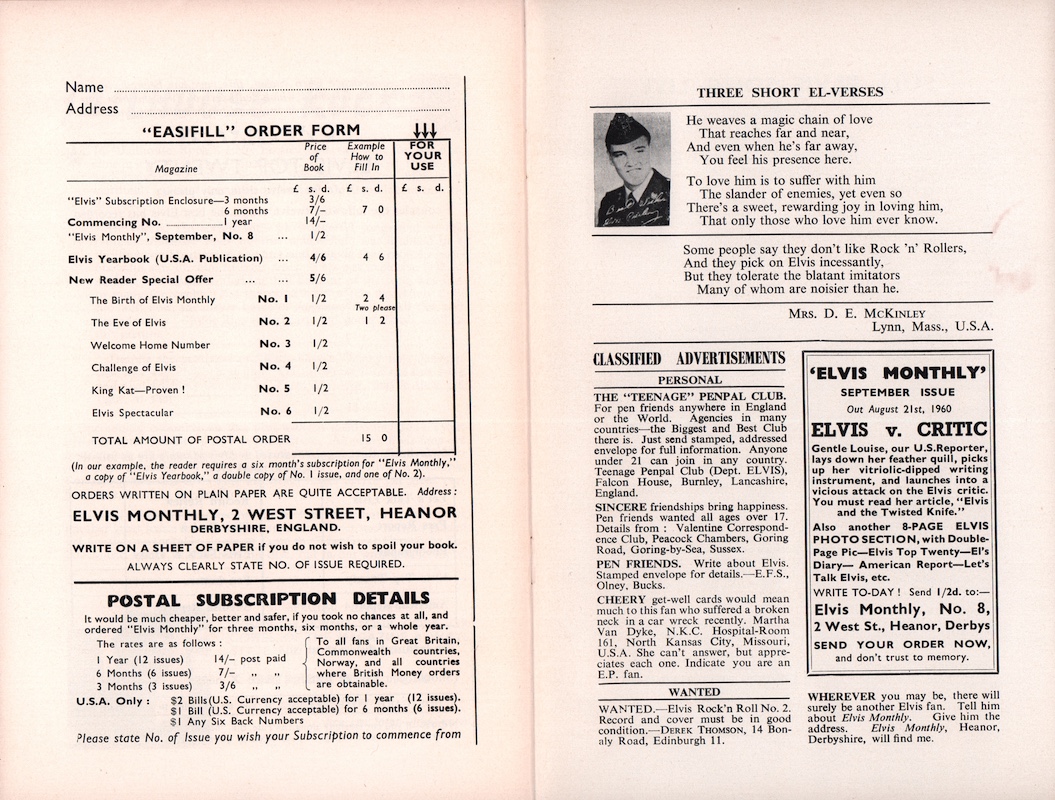 Name
Address
"EASIFILL" ORDER FORM
Magazine
Price of Book
Example How to Fill In
FOR YOUR USE
£ s. d. £ s. d. £ s. d.
"Elvis" Subscription Enclosure—3 months 3/6
6 months 7/– 7 0
Commencing No. 1 year 14/–
"Elvis Monthly", September, No. 8 ... 1/2
Elvis Yearbook (U.S.A. Publication) ... 4/6 4 6
New Reader Special Offer ... ... 5/6
The Birth of Elvis Monthly No. 1 1/2 2 4
Two please
The Eve of Elvis No. 2 1/2 1 2
Welcome Home Number No. 3 1/2
Challenge of Elvis No. 4 1/2
King Kat—Proven ! No. 5 1/2
Elvis Spectacular No. 6 1/2
TOTAL AMOUNT OF POSTAL ORDER 15 0
(In our example, the reader requires a six month's subscription for "Elvis Monthly,"
a copy of "Elvis Yearbook," a double copy of No. 1 issue, and one of No. 2).
ORDERS WRITTEN ON PLAIN PAPER ARE QUITE ACCEPTABLE. Address :
ELVIS MONTHLY, 2 WEST STREET, HEANOR
DERBYSHIRE, ENGLAND.
WRITE ON A SHEET OF PAPER if you do not wish to spoil your book.
ALWAYS CLEARLY STATE NO. OF ISSUE REQUIRED.
POSTAL SUBSCRIPTION DETAILS
It would be much cheaper, better and safer, if you took no chances at all, and
ordered "Elvis Monthly" for three months, six months, or a whole year.
The rates are as follows :
1 Year (12 issues) 14/– post paid
6 Months (6 issues) 7/– „ „
3 Months (3 issues) 3/6 „ „
To all fans in Great Britain,
Commonwealth countries,
Norway, and all countries
where British Money orders
are obtainable.
U.S.A. Only : $2 Bills (U.S. Currency acceptable) for 1 year (12 issues).
$1 Bill (U.S. Currency acceptable) for 6 months (6 issues).
$1 Any Six Back Numbers
Please state No. of Issue you wish your Subscription to commence from
THREE SHORT EL-VERSES
He weaves a magic chain of love
That reaches far and near,
And even when he's far away,
You feel his presence here.
To love him is to suffer with him
The slander of enemies, yet even so
There's a sweet, rewarding joy in loving him,
That only those who love him ever know.
Some people say they don't like Rock 'n' Rollers,
And they pick on Elvis incessantly,
But they tolerate the blatant imitators
Many of whom are noisier than he.
MRS. D. E. MCKINLEY
Lynn, Mass., U.S.A.
CLASSIFIED ADVERTISEMENTS
PERSONAL
THE "TEENAGE" PENPAL CLUB.
For pen friends anywhere in England
or the World. Agencies in many
countries—the Biggest and Best Club
there is. Just send stamped, addressed
envelope for full information. Anyone
under 21 can join in any country.
Teenage Penpal Club (Dept. ELVIS),
Falcon House, Burnley, Lancashire,
England.
SINCERE friendships bring happiness.
Pen friends wanted all ages over 17.
Details from : Valentine Correspond-
ence Club, Peacock Chambers, Goring
Road, Goring-by-Sea, Sussex.
PEN FRIENDS. Write about Elvis.
Stamped envelope for details.—E.F.S.,
Olney, Bucks.
CHEERY get-well cards would mean
much to this fan who suffered a broken
neck in a car wreck recently. Martha
Van Dyke, N.K.C. Hospital-Room
161, North Kansas City, Missouri,
U.S.A. She can't answer, but appre-
ciates each one. Indicate you are an
E.P. fan.
WANTED
WANTED.—Elvis Rock'n Roll No. 2.
Record and cover must be in good
condition.—DEREK THOMSON, 14 Bon-
aly Road, Edinburgh 11.
'ELVIS MONTHLY'
SEPTEMBER ISSUE
Out August 21st, 1960
ELVIS v. CRITIC
Gentle Louise, our U.S. Reporter,
lays down her feather quill, picks
up her vitriolic-dipped writing
instrument, and launches into a
vicious attack on the Elvis critic.
You must read her article, "Elvis
and the Twisted Knife."
Also another 8-PAGE ELVIS
PHOTO SECTION, with Double-
Page Pic—Elvis Top Twenty—El's
Diary— American Report—Let's
Talk Elvis, etc.
WRITE TO-DAY ! Send 1/2d. to:—
Elvis Monthly, No. 8,
2 West St., Heanor, Derbys
SEND YOUR ORDER NOW,
and don't trust to memory.
WHEREVER you may be, there will
surely be another Elvis fan. Tell him
about Elvis Monthly. Give him the
address. Elvis Monthly, Heanor,
Derbyshire, will find me.